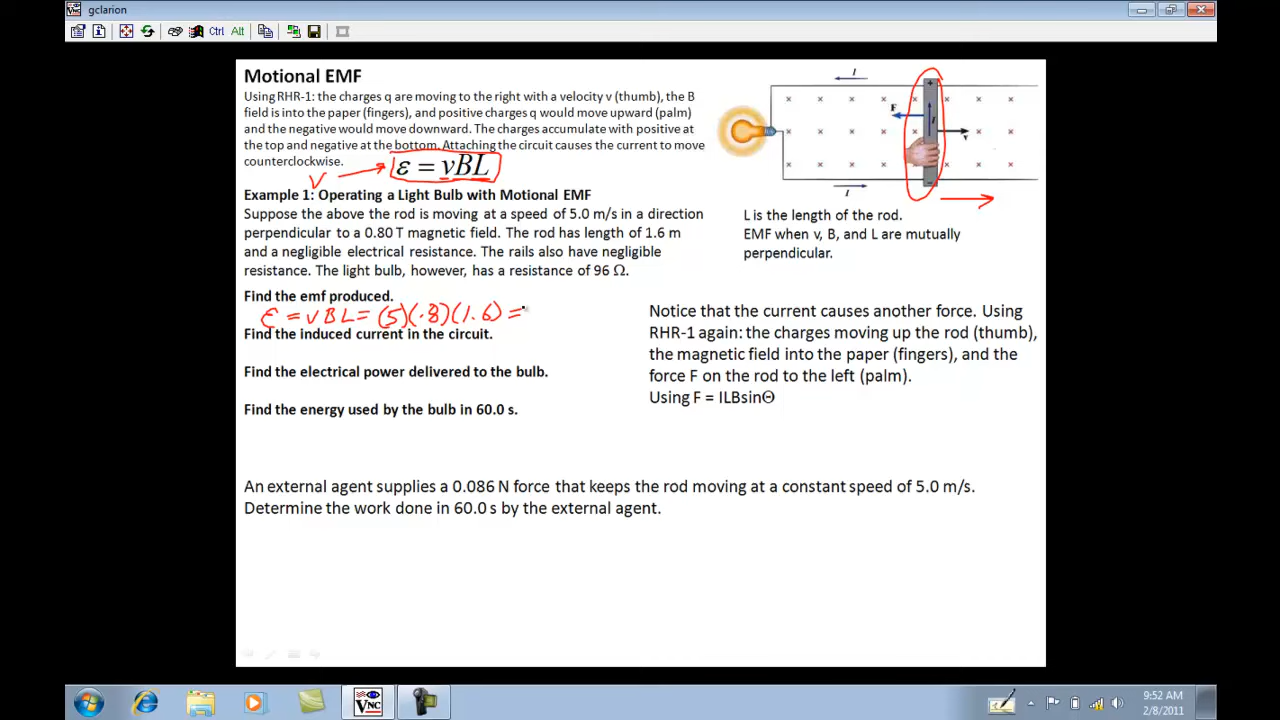 gclarion
Ctrl Alt
Motional EMF
Using RHR-1: the charges q are moving to the right with a velocity v (thumb), the B
field is into the paper (fingers), and positive charges q would move upward (palm)
and the negative would move downward. The charges accumulate with positive at
the top and negative at the bottom. Attaching the circuit causes the current to move
counterclockwise.
ε = vBL
V
I
+
F
I
v
–
I
Example 1: Operating a Light Bulb with Motional EMF
Suppose the above the rod is moving at a speed of 5.0 m/s in a direction
perpendicular to a 0.80 T magnetic field. The rod has length of 1.6 m
and a negligible electrical resistance. The rails also have negligible
resistance. The light bulb, however, has a resistance of 96 Ω.
L is the length of the rod.
EMF when v, B, and L are mutually
perpendicular.
Find the emf produced.
ε = vBL = (5)(.8)(1.6) =
Find the induced current in the circuit.
Find the electrical power delivered to the bulb.
Find the energy used by the bulb in 60.0 s.
Notice that the current causes another force. Using
RHR-1 again: the charges moving up the rod (thumb),
the magnetic field into the paper (fingers), and the
force F on the rod to the left (palm).
Using F = ILBsinΘ
An external agent supplies a 0.086 N force that keeps the rod moving at a constant speed of 5.0 m/s.
Determine the work done in 60.0 s by the external agent.
VNC
9:52 AM
2/8/2011